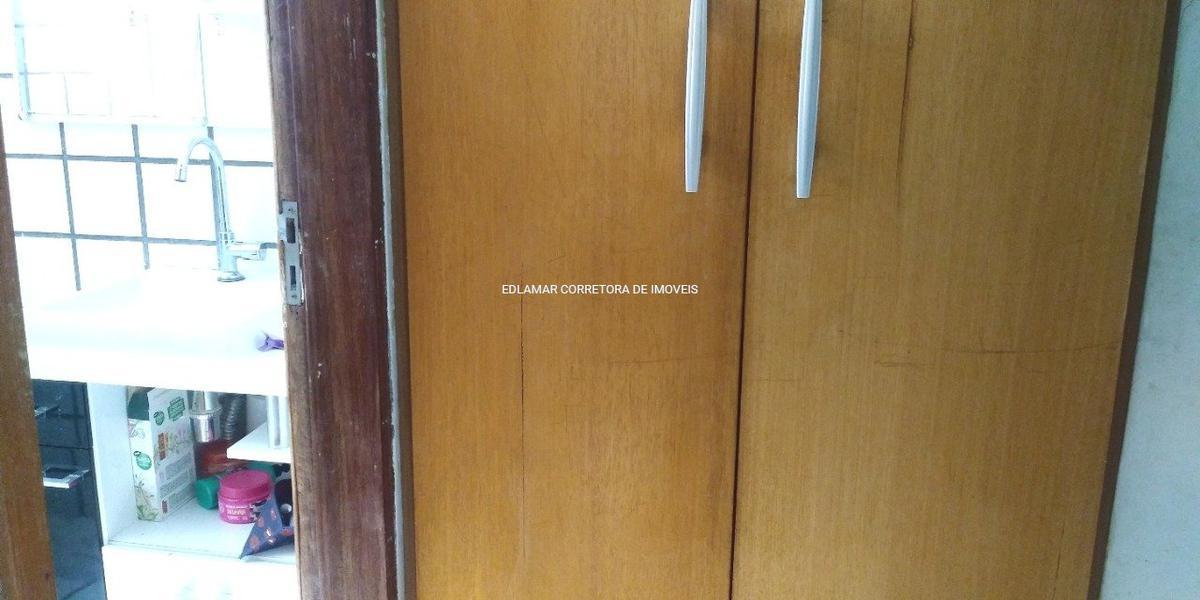 EDLAMAR CORRETORA DE IMOVEIS